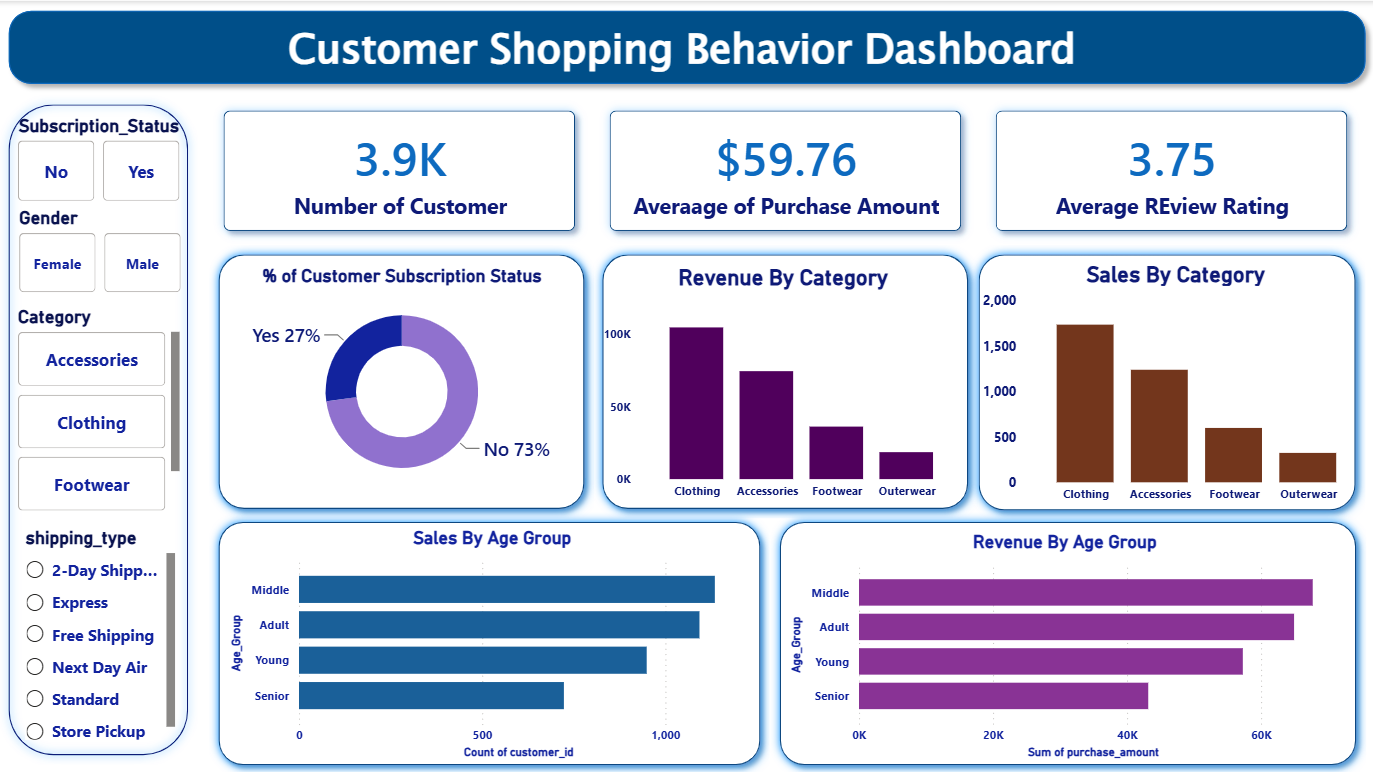 Customer Shopping Behavior Dashboard
Subscription_Status
No
Yes
Gender
Female
Male
Category
Accessories
Clothing
Footwear
shipping_type
2-Day Shipp...
Express
Free Shipping
Next Day Air
Standard
Store Pickup
3.9K
Number of Customer
$59.76
Averaage of Purchase Amount
3.75
Average REview Rating
% of Customer Subscription Status
Yes 27%
No 73%
Revenue By Category
100K
50K
0K
Clothing
Accessories
Footwear
Outerwear
Sales By Category
2,000
1,500
1,000
500
0
Clothing
Accessories
Footwear
Outerwear
Sales By Age Group
Age_Group
Middle
Adult
Young
Senior
0
500
1,000
Count of customer_id
Revenue By Age Group
Age_Group
Middle
Adult
Young
Senior
0K
20K
40K
60K
Sum of purchase_amount